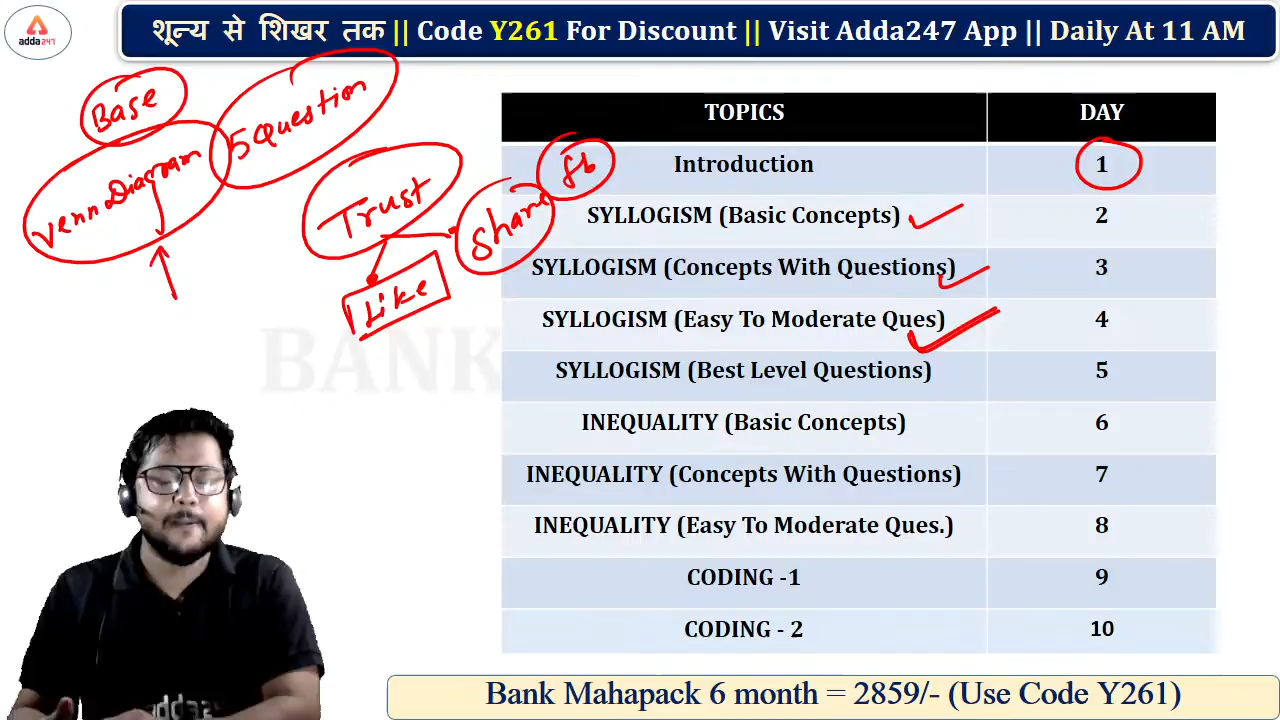 adda247
शून्य से शिखर तक || Code Y261 For Discount || Visit Adda247 App || Daily At 11 AM
Base
5 Question
Venn Diagram
Trust
Share
fb
Like
TOPICS DAY
Introduction 1
SYLLOGISM (Basic Concepts) 2
SYLLOGISM (Concepts With Questions) 3
SYLLOGISM (Easy To Moderate Ques) 4
SYLLOGISM (Best Level Questions) 5
INEQUALITY (Basic Concepts) 6
INEQUALITY (Concepts With Questions) 7
INEQUALITY (Easy To Moderate Ques.) 8
CODING -1 9
CODING - 2 10
BANK
adda247
Bank Mahapack 6 month = 2859/- (Use Code Y261)